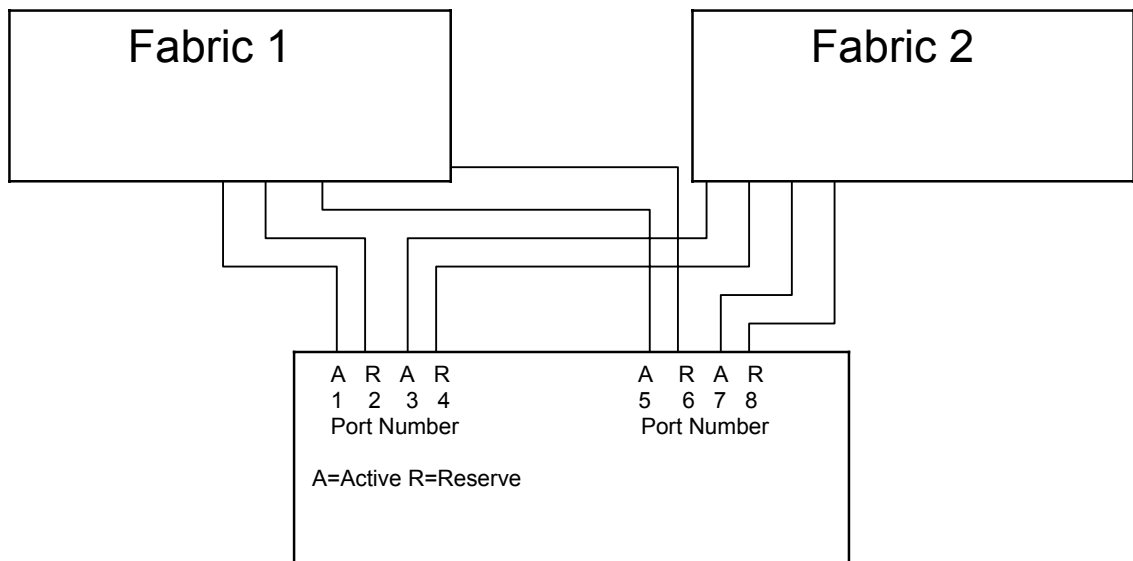 Fabric 1
Fabric 2
A R A R
1 2 3 4
Port Number
A R A R
5 6 7 8
Port Number
A=Active R=Reserve